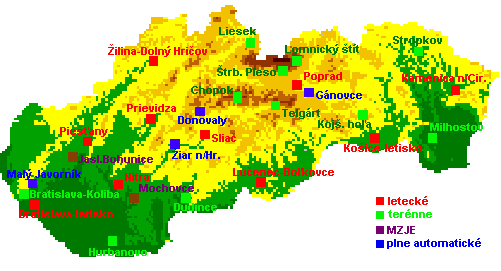 Liesek
Stropkov
Žilina-Dolný Hričov
Lomnický štít
Štrb. Pleso
Poprad
Kamenica n/Cir.
Chopok
Gánovce
Prievidza
Telgárt
Donovaly
Kojš. hoľa
Milhostov
Piešťany
Sliač
Košice-letisko
Jasl.Bohunice
Žiar n/Hr.
Malý Javorník
Nitra
Lučenec-Boľkovce
Mochovce
Bratislava-Koliba
Dudince
Bratislava-letisko
Hurbanovo
letecké
terénne
MZJE
plne automatické